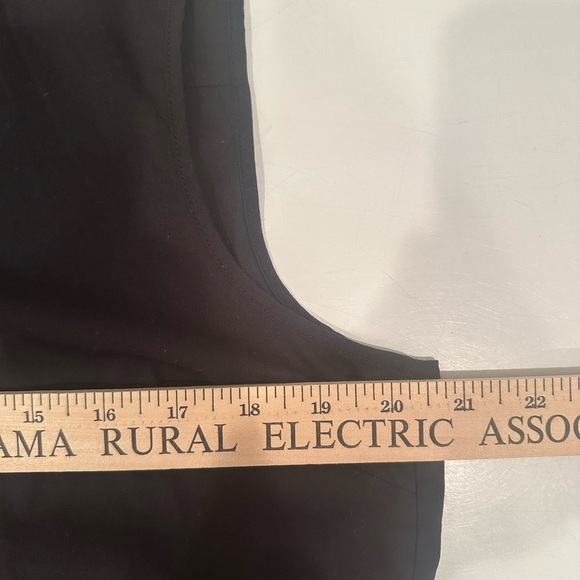 15 16 17 18 19 20 21 22
AMA RURAL ELECTRIC ASSOC